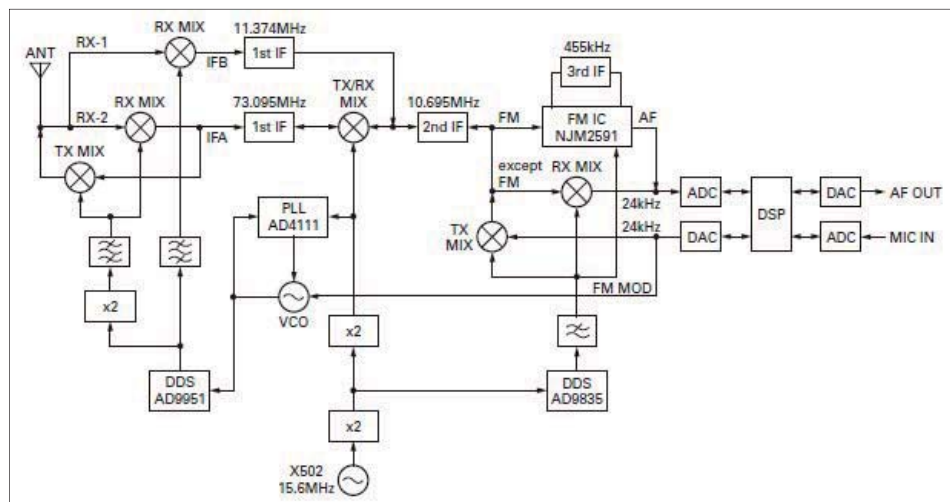 ANT
RX-1
RX MIX
IFB
11.374MHz
1st IF
RX-2
RX MIX
IFA
73.095MHz
1st IF
TX MIX
TX/RX
MIX
10.695MHz
2nd IF
FM
455kHz
3rd IF
FM IC
NJM2591
AF
except
FM
RX MIX
24kHz
24kHz
TX
MIX
FM MOD
ADC
DAC
DSP
DAC
ADC
AF OUT
MIC IN
PLL
AD4111
VCO
x2
x2
x2
DDS
AD9951
DDS
AD9835
X502
15.6MHz